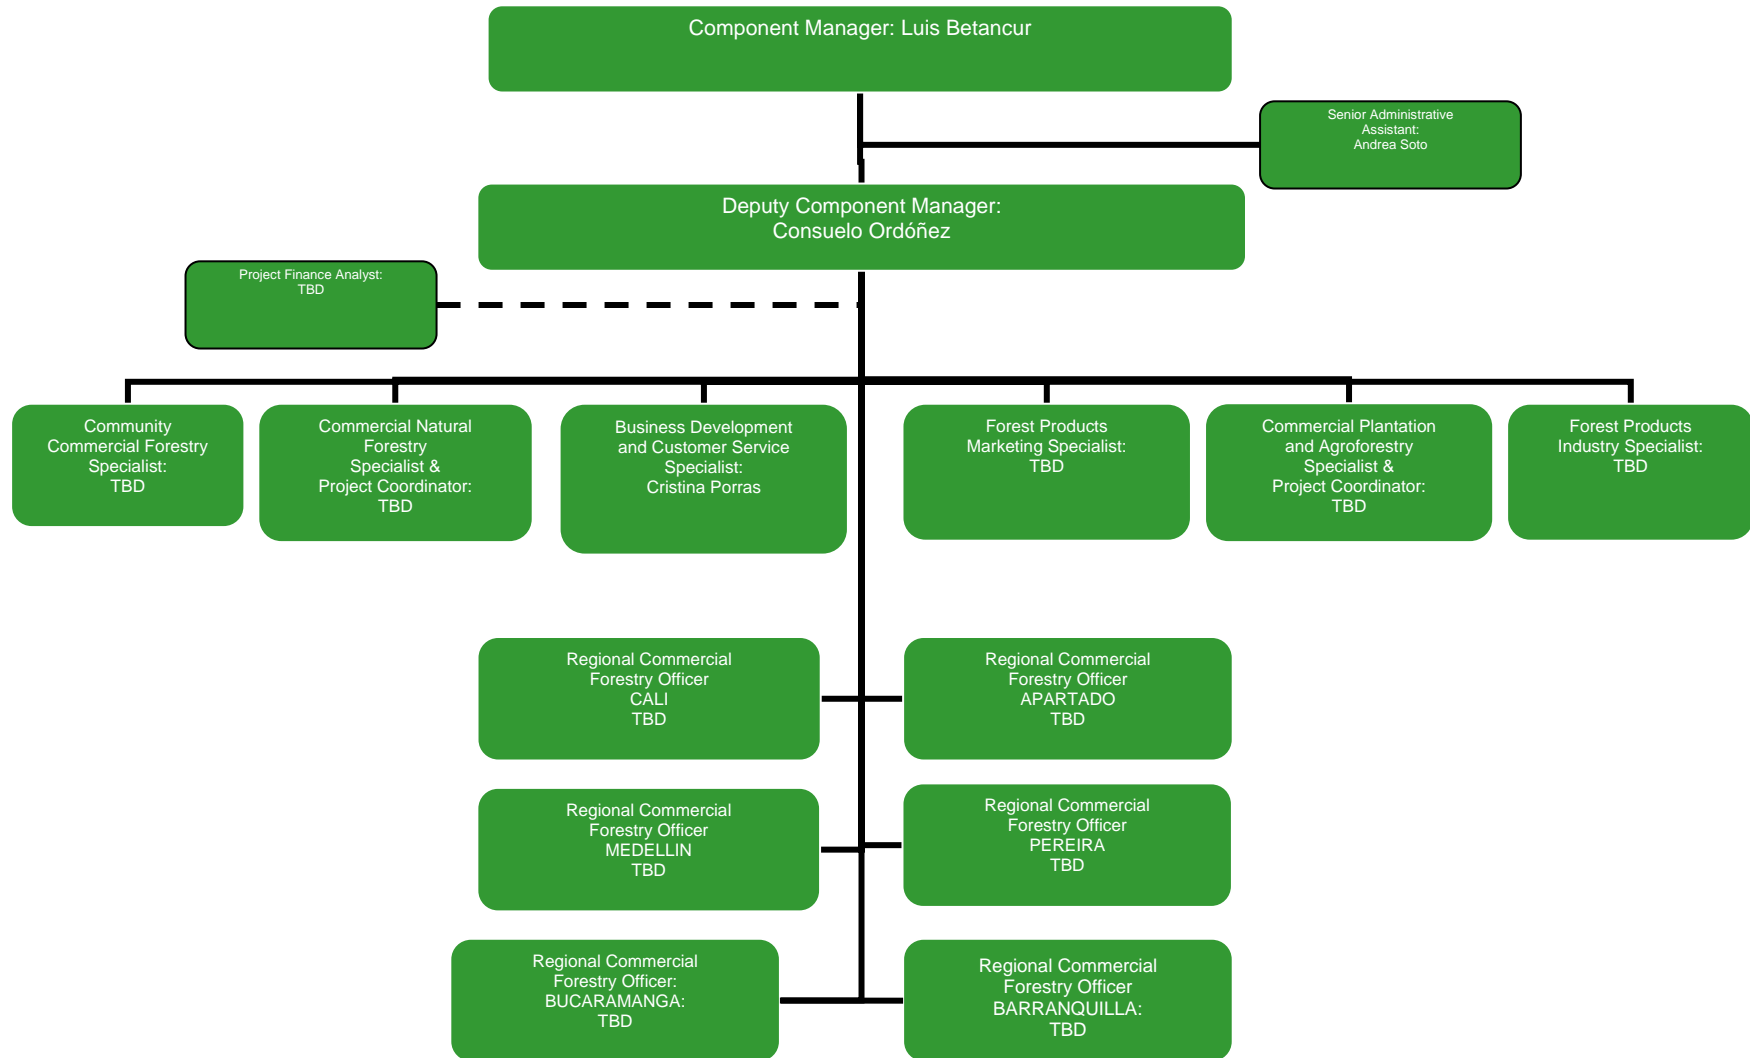 Component Manager: Luis Betancur
Senior Administrative
Assistant:
Andrea Soto
Deputy Component Manager:
Consuelo Ordóñez
Project Finance Analyst:
TBD
Community
Commercial Forestry
Specialist:
TBD
Commercial Natural
Forestry
Specialist &
Project Coordinator:
TBD
Business Development
and Customer Service
Specialist:
Cristina Porras
Forest Products
Marketing Specialist:
TBD
Commercial Plantation
and Agroforestry
Specialist &
Project Coordinator:
TBD
Forest Products
Industry Specialist:
TBD
Regional Commercial
Forestry Officer
CALI
TBD
Regional Commercial
Forestry Officer
APARTADO
TBD
Regional Commercial
Forestry Officer
MEDELLIN
TBD
Regional Commercial
Forestry Officer
PEREIRA
TBD
Regional Commercial
Forestry Officer:
BUCARAMANGA:
TBD
Regional Commercial
Forestry Officer
BARRANQUILLA:
TBD